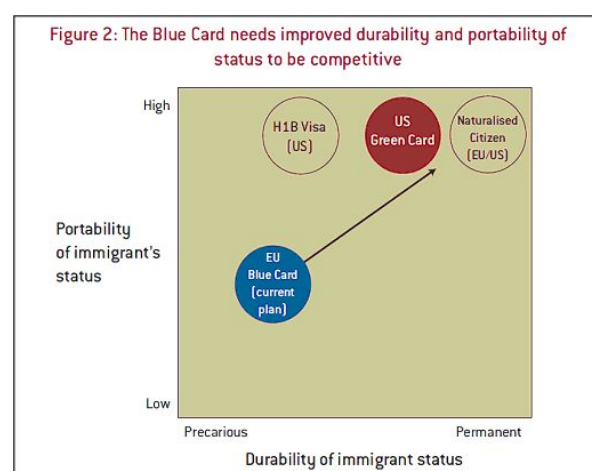 Figure 2: The Blue Card needs improved durability and portability of
status to be competitive
High
H1B Visa
(US)
US
Green Card
Naturalised
Citizen
(EU/US)
Portability
of immigrant's
status
EU
Blue Card
(current
plan)
Low
Precarious
Permanent
Durability of immigrant status